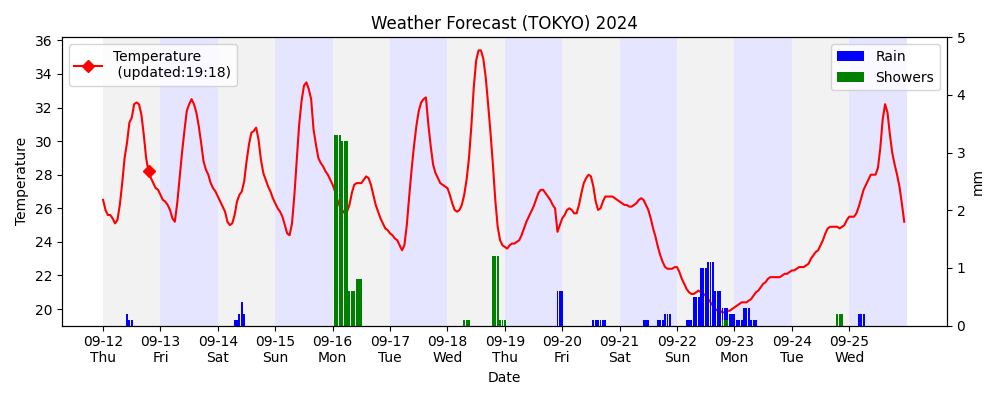 Weather Forecast (TOKYO) 2024
Temperature
(updated:19:18)
Rain
Showers
36
34
32
30
28
26
24
22
20
Temperature
5
4
3
2
1
0
mm
09-12 09-13 09-14 09-15 09-16 09-17 09-18 09-19 09-20 09-21 09-22 09-23 09-24 09-25
Thu Fri Sat Sun Mon Tue Wed Thu Fri Sat Sun Mon Tue Wed
Date